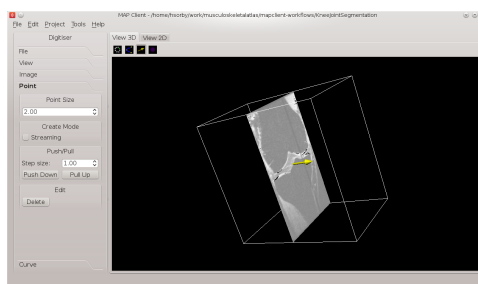 MAP Client - /home/hsorby/work/musculoskeletalatlas/mapclient-workflows/KneeJointSegmentation
File Edit Project Tools Help
Digitiser
File
View
Image
Point
Point Size
2.00
Create Mode
Streaming
Push/Pull
Step size: 1.00
Push Down Pull Up
Edit
Delete
Curve
View 3D View 2D